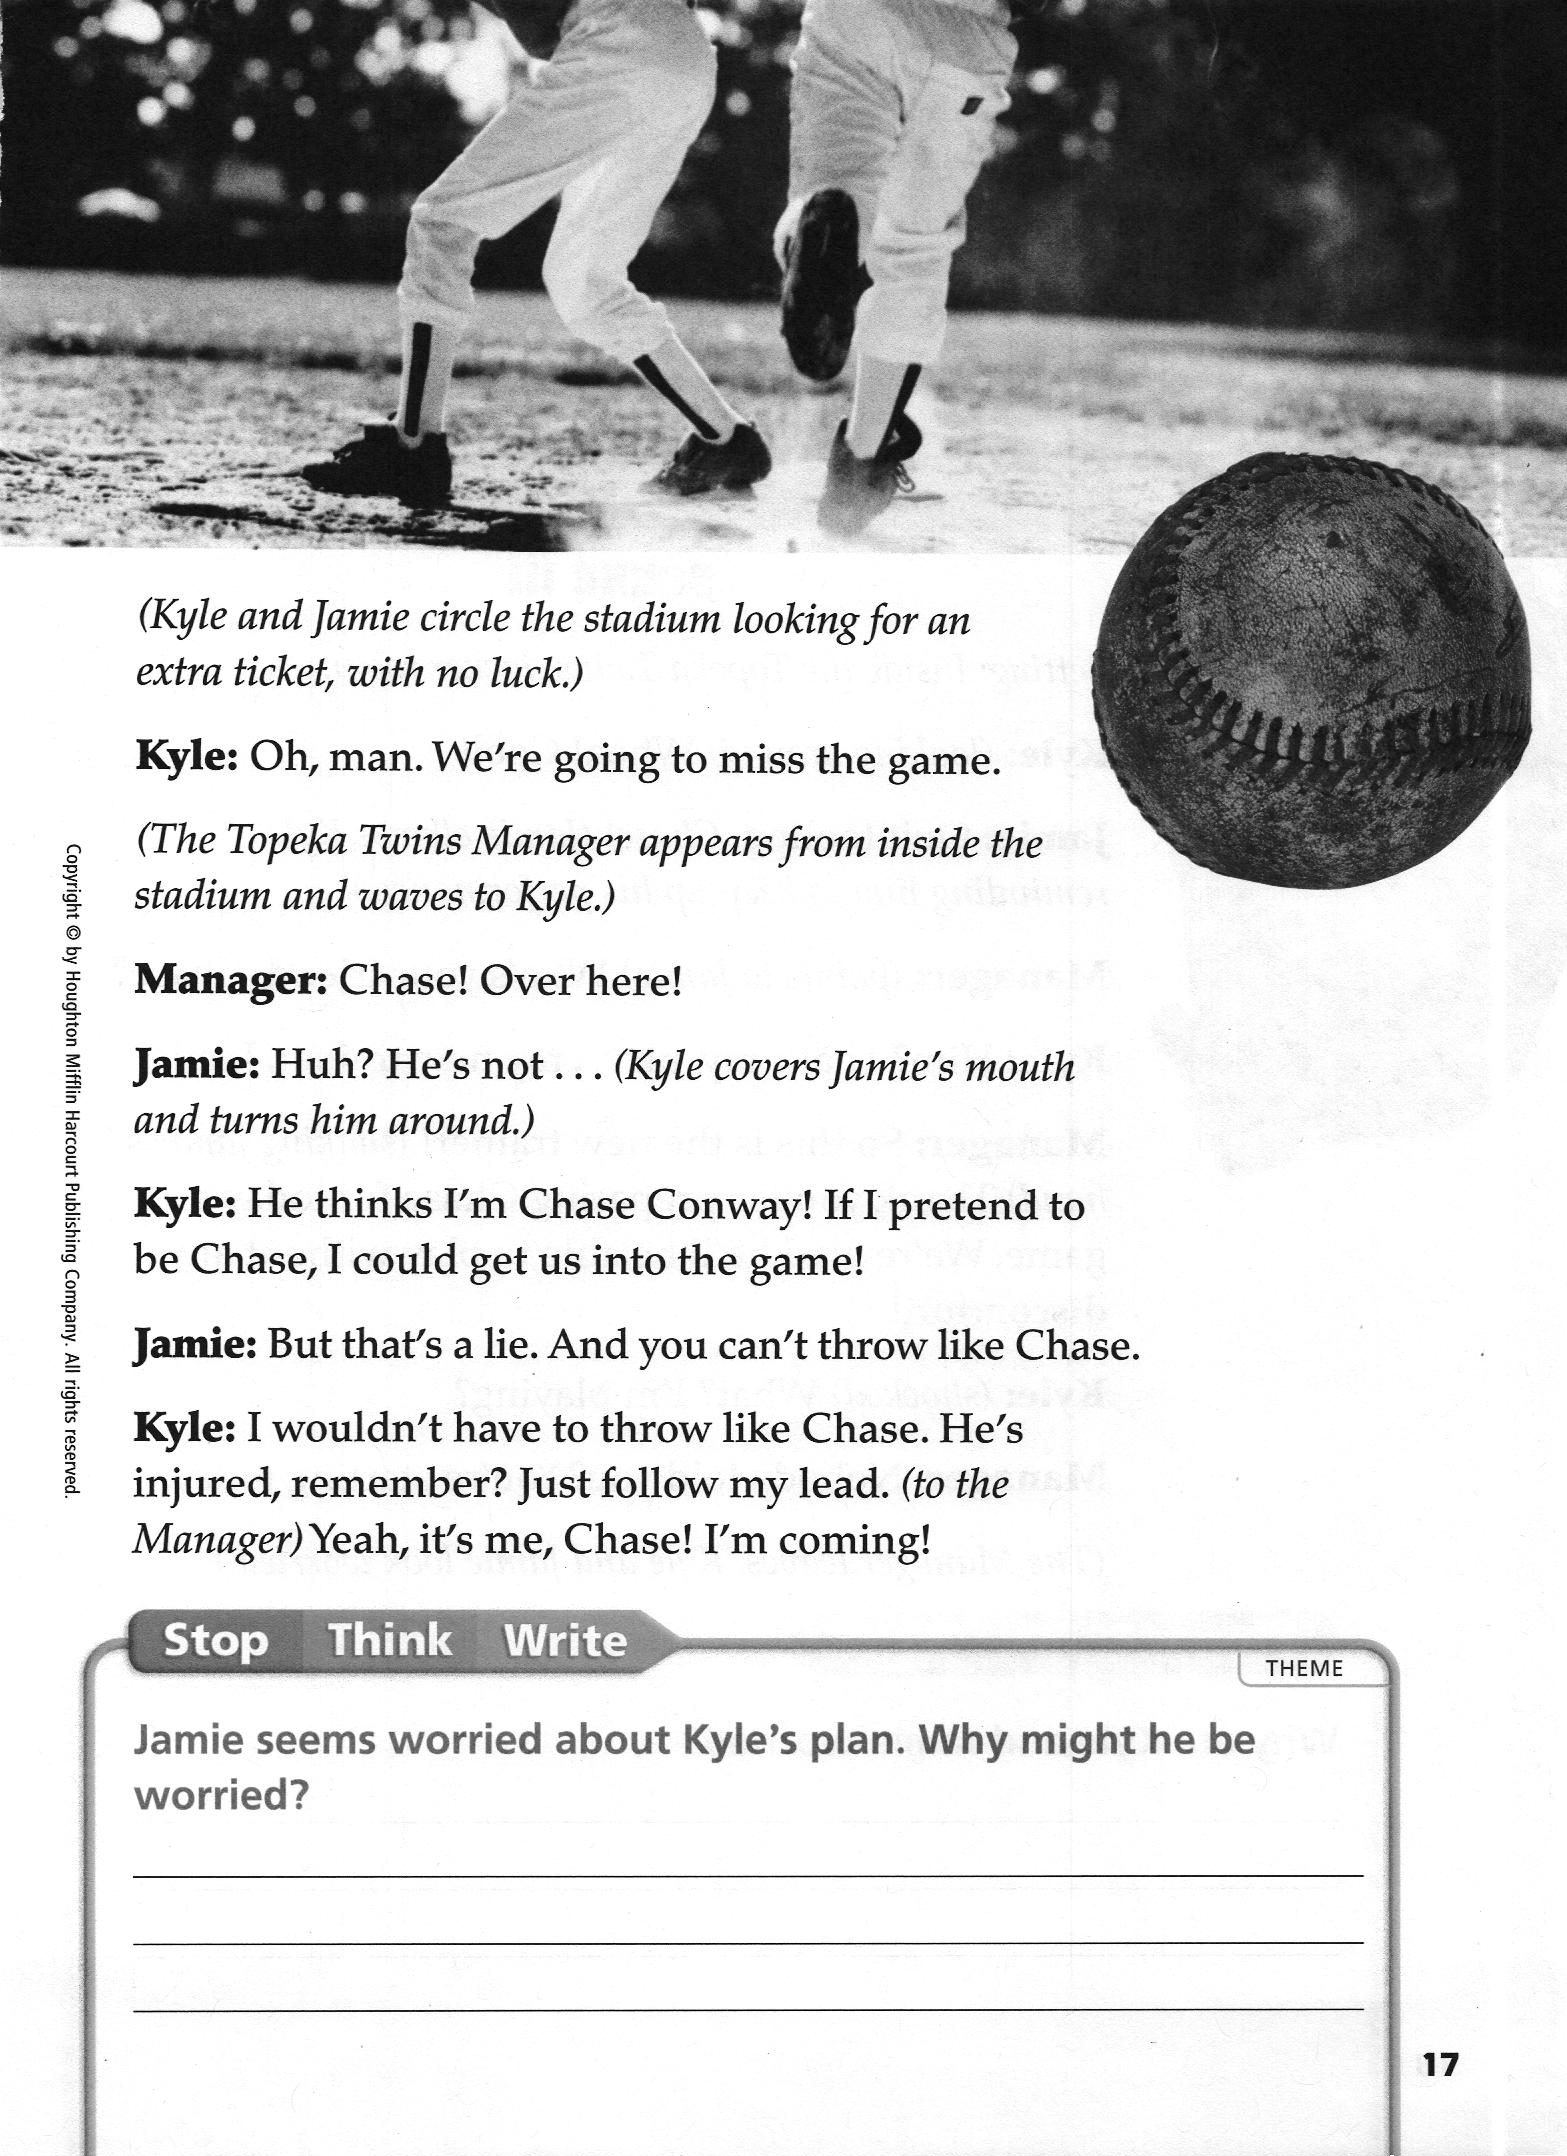 (Kyle and Jamie circle the stadium looking for an
extra ticket, with no luck.)
Kyle: Oh, man. We're going to miss the game.
(The Topeka Twins Manager appears from inside the
stadium and waves to Kyle.)
Manager: Chase! Over here!
Jamie: Huh? He's not . . . (Kyle covers Jamie's mouth
and turns him around.)
Kyle: He thinks I'm Chase Conway! If I pretend to
be Chase, I could get us into the game!
Jamie: But that's a lie. And you can't throw like Chase.
Kyle: I wouldn't have to throw like Chase. He's
injured, remember? Just follow my lead. (to the
Manager) Yeah, it's me, Chase! I'm coming!
Copyright © by Houghton Mifflin Harcourt Publishing Company. All rights reserved.
Stop Think Write
THEME
Jamie seems worried about Kyle's plan. Why might he be
worried?
17